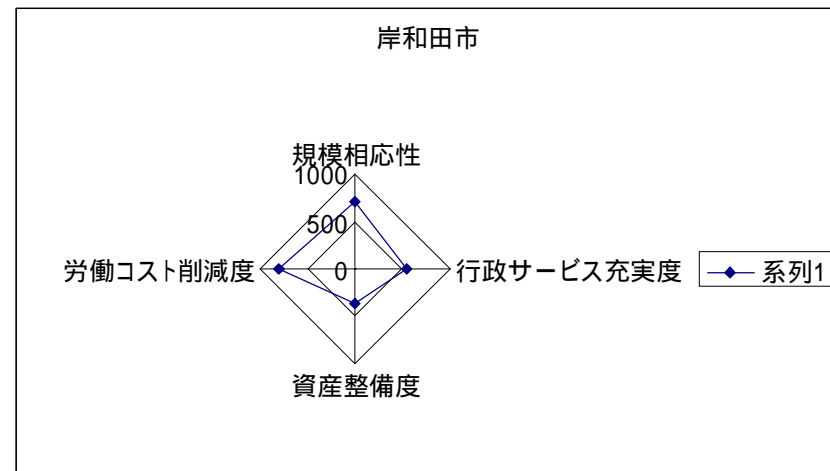 岸和田市
規模相応性
1000
500
0
労働コスト削減度
行政サービス充実度
系列1
資産整備度